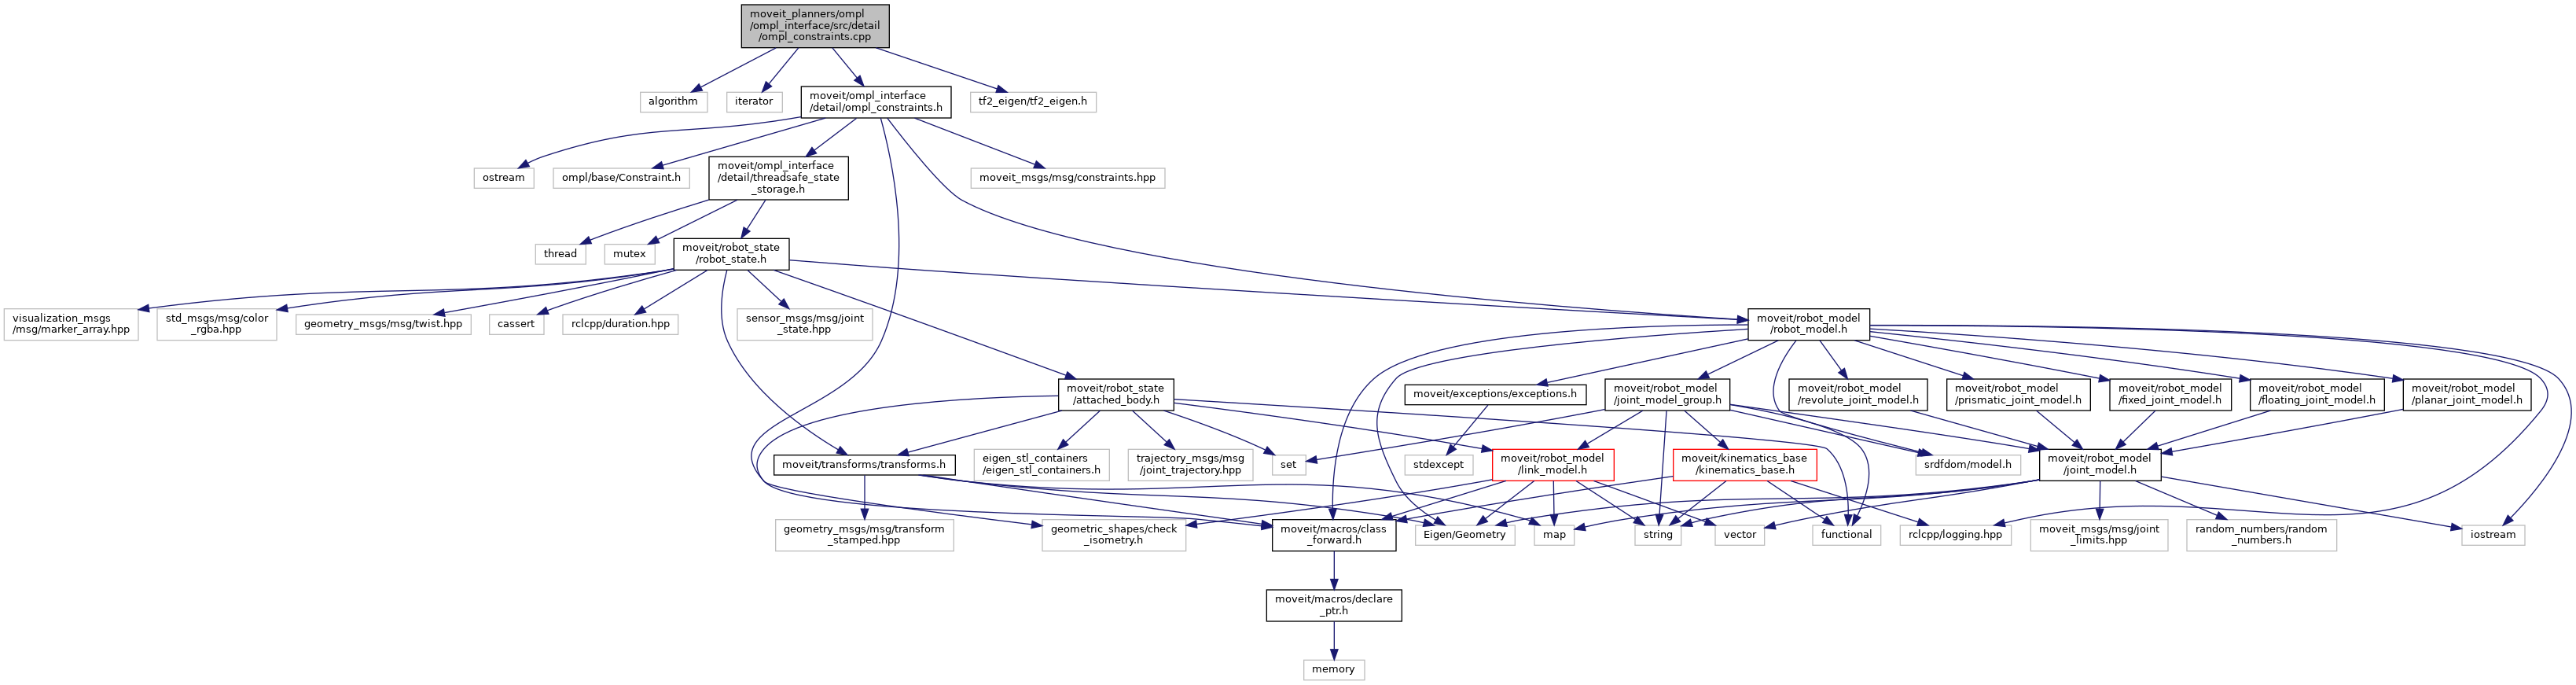 moveit_planners/ompl
/ompl_interface/src/detail
/ompl_constraints.cpp
algorithm
iterator
moveit/ompl_interface
/detail/ompl_constraints.h
tf2_eigen/tf2_eigen.h
ostream
ompl/base/Constraint.h
moveit/ompl_interface
/detail/threadsafe_state
_storage.h
moveit_msgs/msg/constraints.hpp
thread
mutex
moveit/robot_state
/robot_state.h
visualization_msgs
/msg/marker_array.hpp
std_msgs/msg/color
_rgba.hpp
geometry_msgs/msg/twist.hpp
cassert
rclcpp/duration.hpp
sensor_msgs/msg/joint
_state.hpp
moveit/robot_model
/robot_model.h
moveit/robot_state
/attached_body.h
moveit/exceptions/exceptions.h
moveit/robot_model
/joint_model_group.h
moveit/robot_model
/revolute_joint_model.h
moveit/robot_model
/prismatic_joint_model.h
moveit/robot_model
/fixed_joint_model.h
moveit/robot_model
/floating_joint_model.h
moveit/robot_model
/planar_joint_model.h
moveit/transforms/transforms.h
eigen_stl_containers
/eigen_stl_containers.h
trajectory_msgs/msg
/joint_trajectory.hpp
set
stdexcept
moveit/robot_model
/link_model.h
moveit/kinematics_base
/kinematics_base.h
srdfdom/model.h
moveit/robot_model
/joint_model.h
geometry_msgs/msg/transform
_stamped.hpp
geometric_shapes/check
_isometry.h
moveit/macros/class
_forward.h
Eigen/Geometry
map
string
vector
functional
rclcpp/logging.hpp
moveit_msgs/msg/joint
_limits.hpp
random_numbers/random
_numbers.h
iostream
moveit/macros/declare
_ptr.h
memory